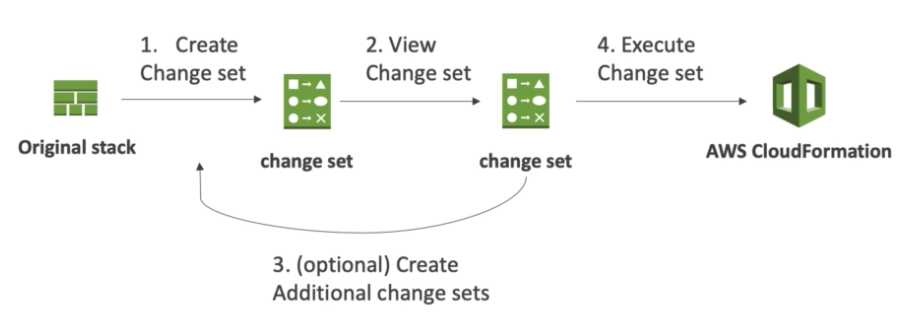 1. Create
Change set
2. View
Change set
4. Execute
Change set
Original stack
change set
change set
AWS CloudFormation
3. (optional) Create
Additional change sets